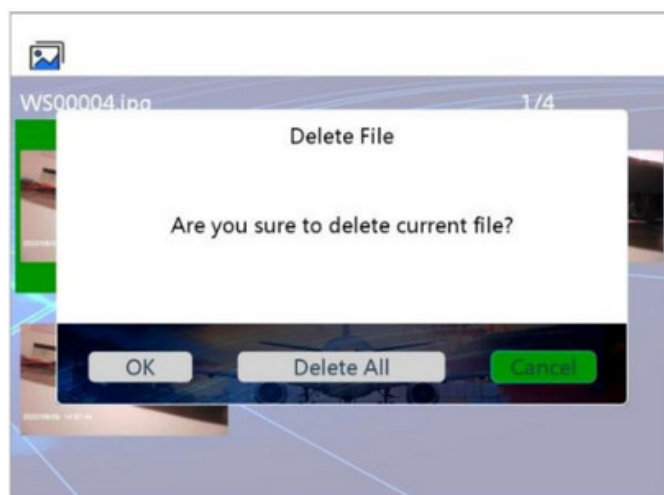 WS00004.jpg
1/4
Delete File
Are you sure to delete current file?
OK
Delete All
Cancel